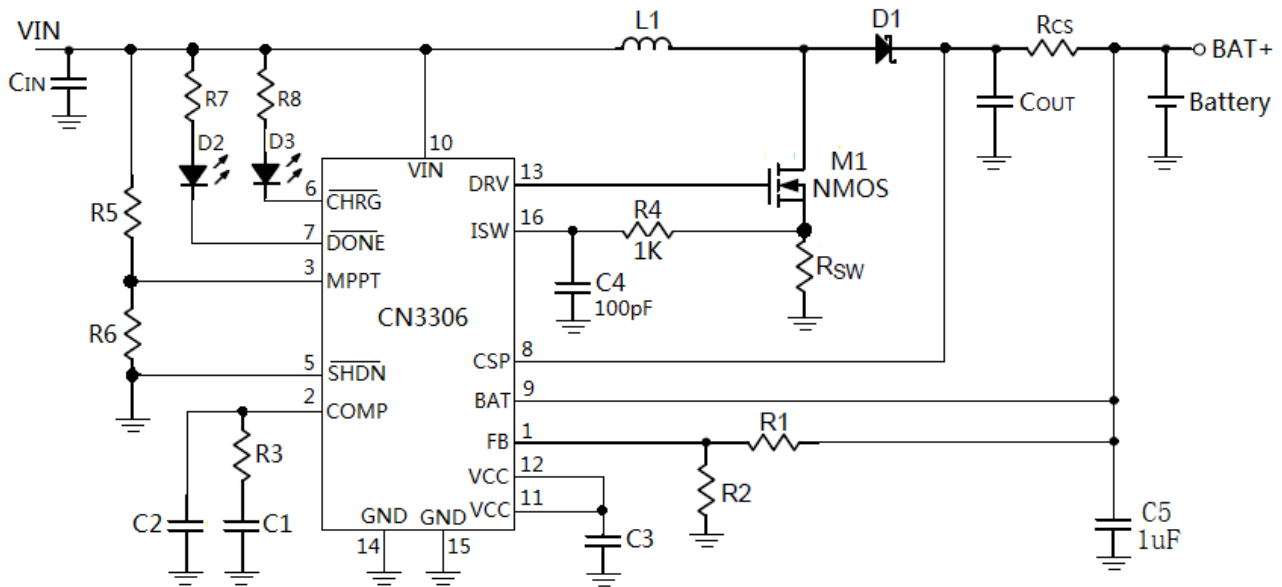 VIN
L1
D1
RCS
BAT+
CIN
R7
R8
COUT
Battery
D2
D3
10
VIN
M1
NMOS
13
DRV
6
CHRG
R5
16
ISW
R4
1K
7
DONE
RSW
3
MPPT
C4
100pF
CN3306
R6
8
CSP
5
SHDN
2
COMP
9
BAT
R1
1
FB
R3
12
VCC
R2
11
VCC
C2
C1
GND
GND
14
15
C3
C5
1uF